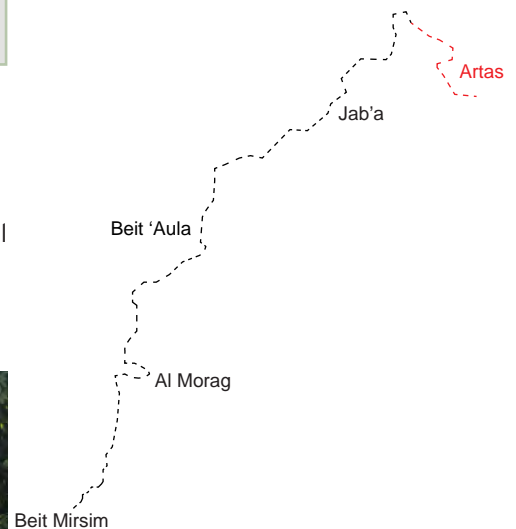 Artas
Jab’a
Beit ‘Aula
Al Morag
Beit Mirsim